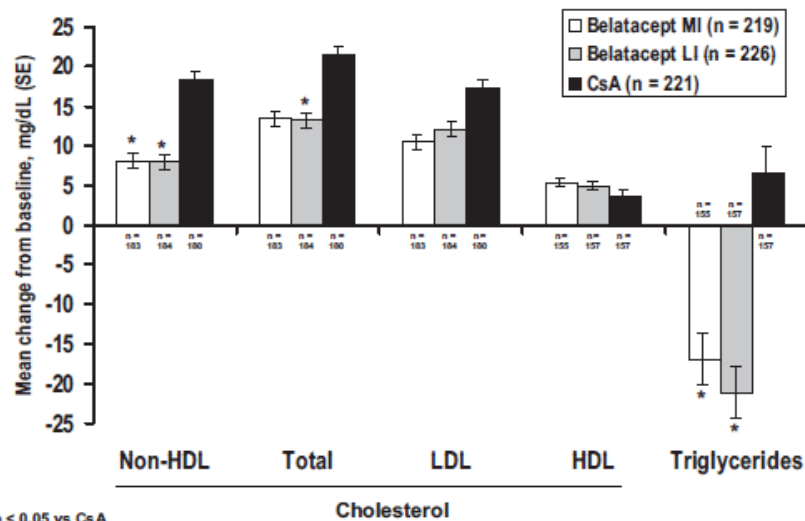 Mean change from baseline, mg/dL (SE)
25
20
15
10
5
0
-5
-10
-15
-20
-25
Belatacept MI (n = 219)
Belatacept LI (n = 226)
CsA (n = 221)
*
*
*
n = 183
n = 184
n = 180
n = 183
n = 184
n = 180
n = 183
n = 184
n = 180
n = 155
n = 157
n = 157
n = 155
n = 157
n = 157
*
*
Non-HDL
Total
LDL
HDL
Triglycerides
Cholesterol
< 0.05 vs CsA